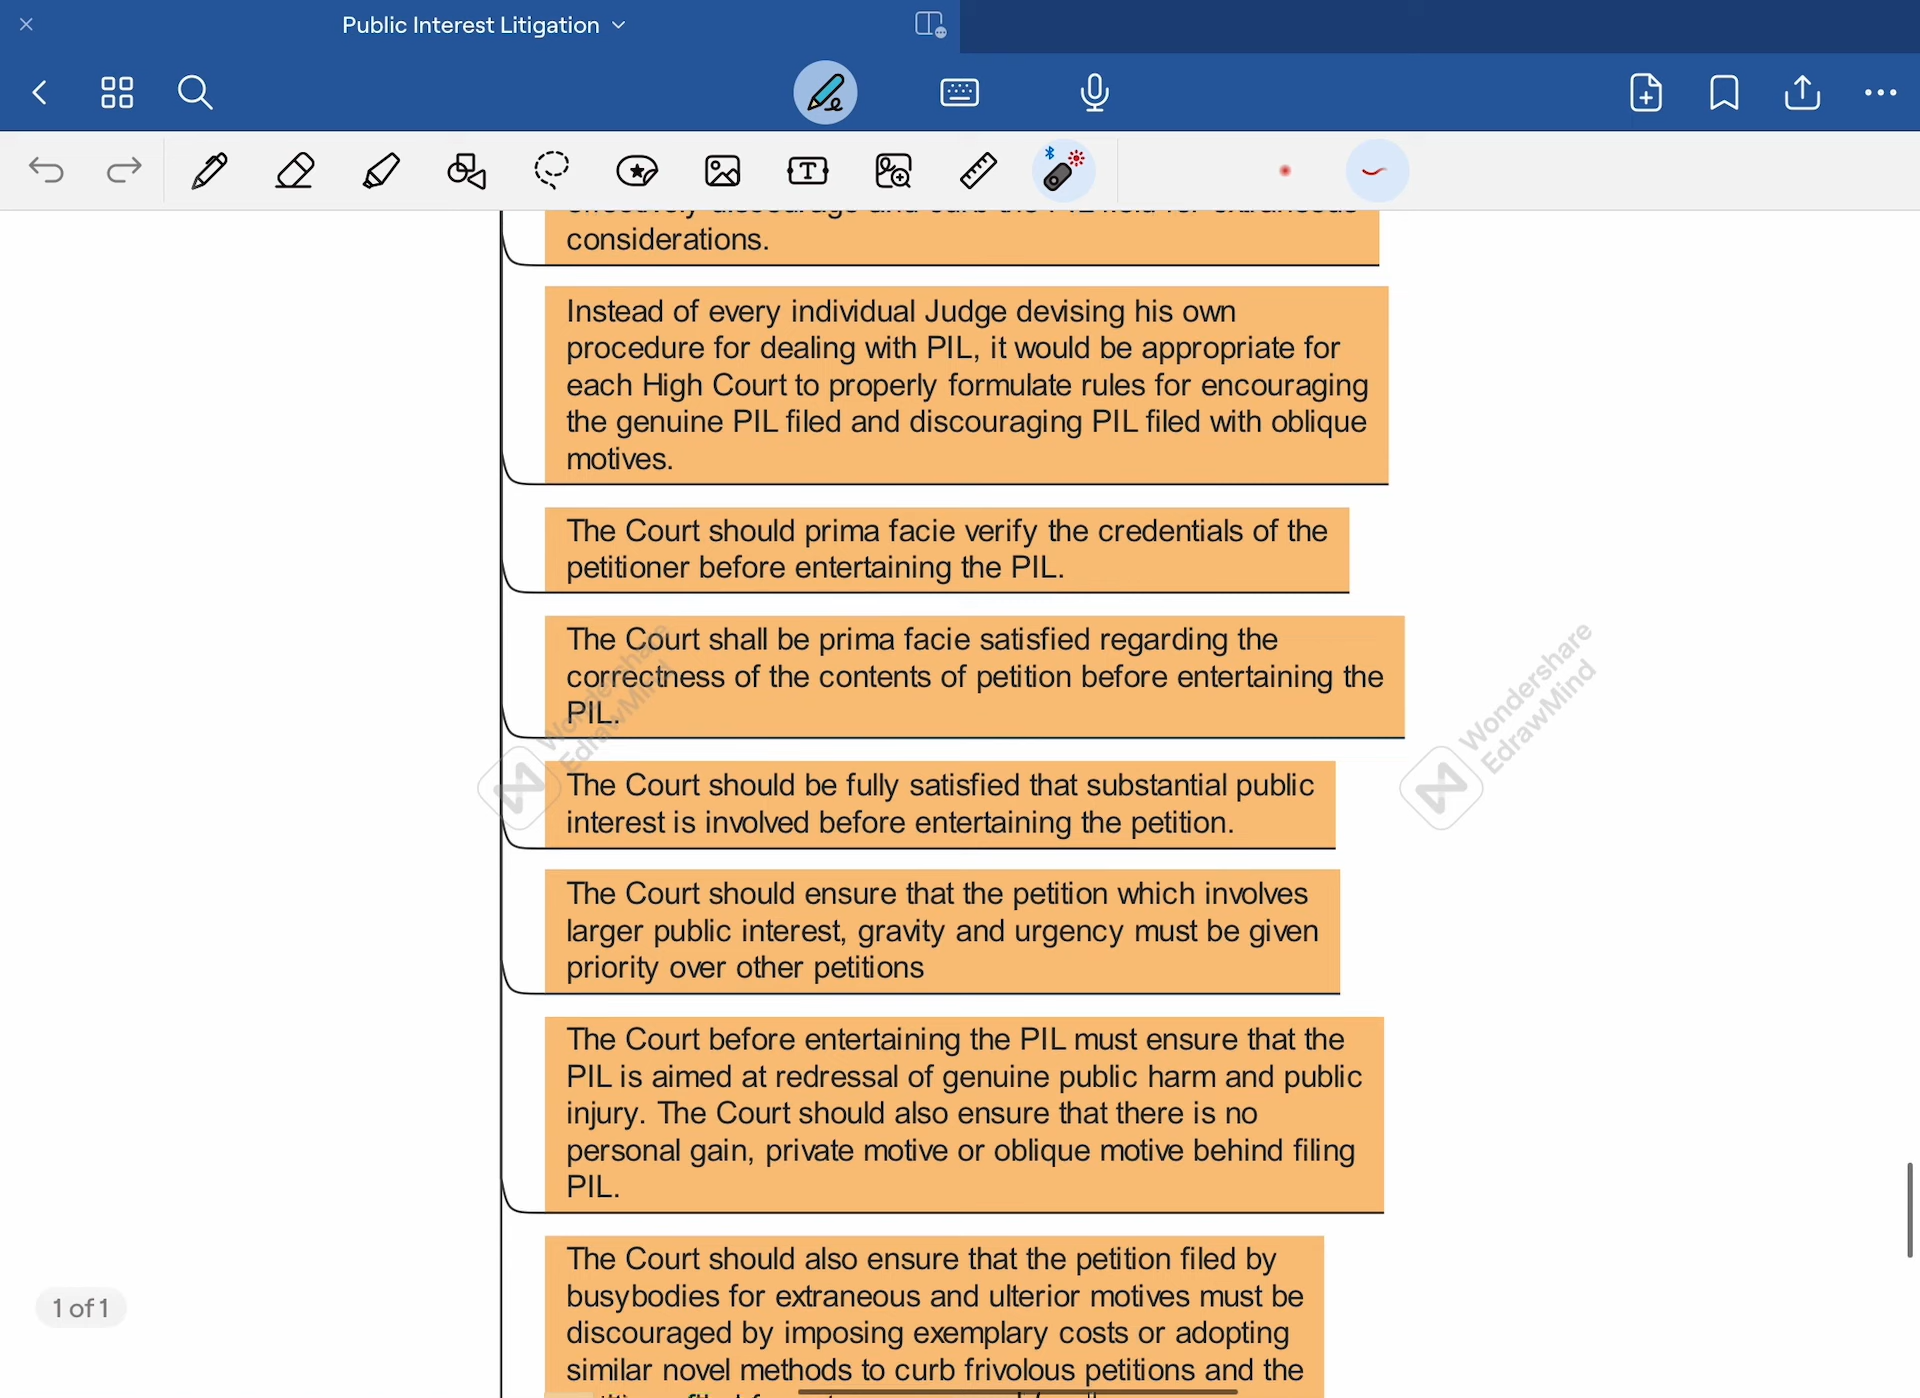 Public Interest Litigation
considerations.
Instead of every individual Judge devising his own
procedure for dealing with PIL, it would be appropriate for
each High Court to properly formulate rules for encouraging
the genuine PIL filed and discouraging PIL filed with oblique
motives.
The Court should prima facie verify the credentials of the
petitioner before entertaining the PIL.
The Court shall be prima facie satisfied regarding the
correctness of the contents of petition before entertaining the
PIL.
Wondershare
EdrawMind
Wondershare
EdrawMind
The Court should be fully satisfied that substantial public
interest is involved before entertaining the petition.
The Court should ensure that the petition which involves
larger public interest, gravity and urgency must be given
priority over other petitions
The Court before entertaining the PIL must ensure that the
PIL is aimed at redressal of genuine public harm and public
injury. The Court should also ensure that there is no
personal gain, private motive or oblique motive behind filing
PIL.
The Court should also ensure that the petition filed by
busybodies for extraneous and ulterior motives must be
discouraged by imposing exemplary costs or adopting
similar novel methods to curb frivolous petitions and the
1 of 1